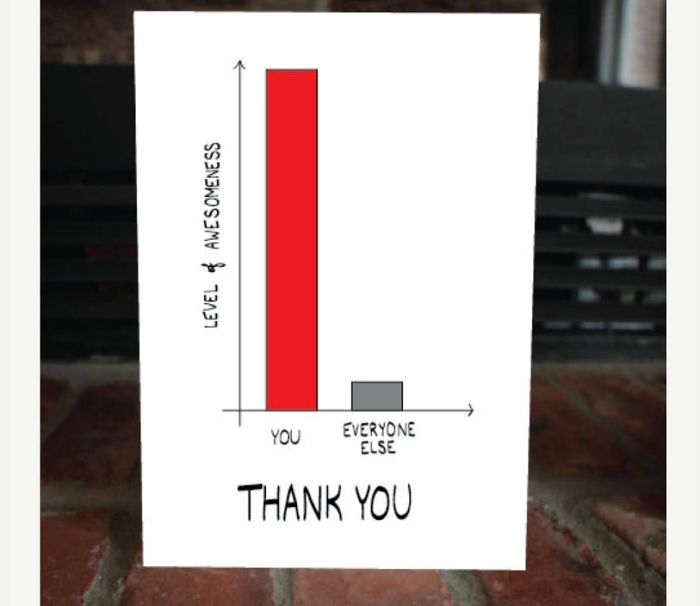 LEVEL of AWESOMENESS
YOU
EVERYONE
ELSE
THANK YOU